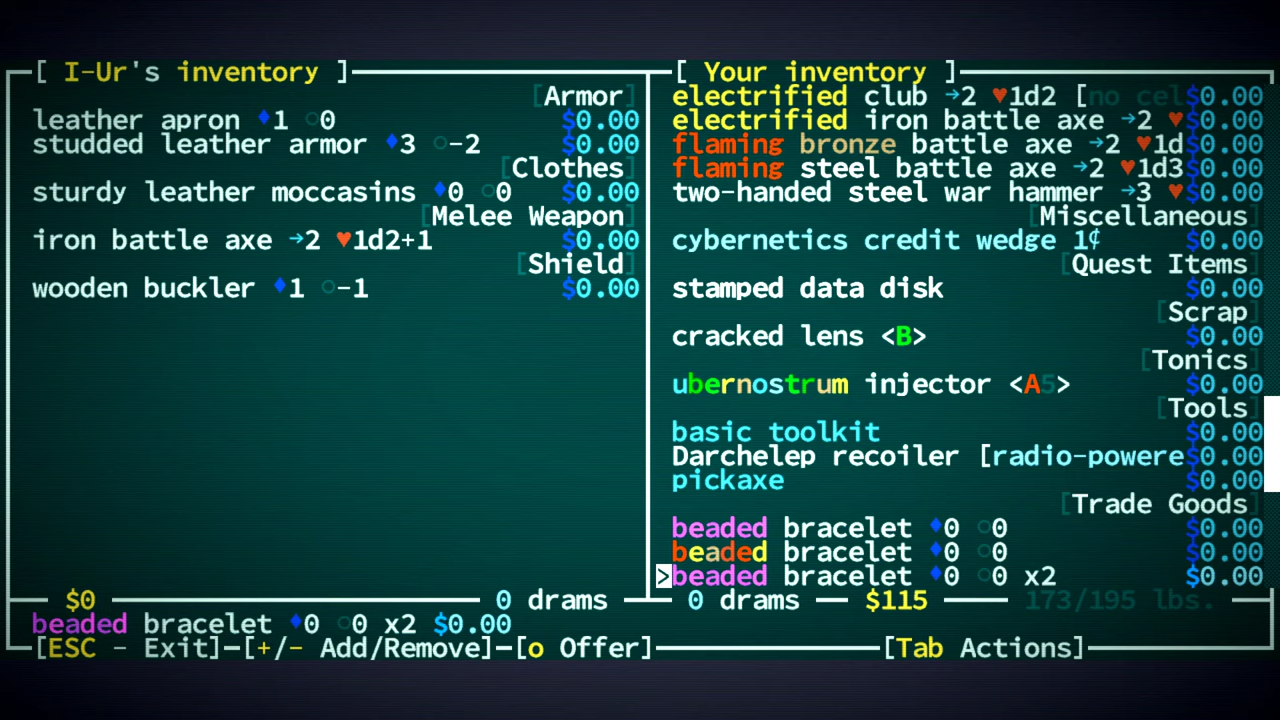 [ I-Ur's inventory ]
[Armor]
leather apron ♦1 ○0 $0.00
studded leather armor ♦3 ○-2 $0.00
[Clothes]
sturdy leather moccasins ♦0 ○0 $0.00
[Melee Weapon]
iron battle axe →2 ♥1d2+1 $0.00
[Shield]
wooden buckler ♦1 ○-1 $0.00
$0
0 drams
[ Your inventory ]
electrified club →2 ♥1d2 [no cel $0.00
electrified iron battle axe →2 ♥ $0.00
flaming bronze battle axe →2 ♥1d $0.00
flaming steel battle axe →2 ♥1d3 $0.00
two-handed steel war hammer →3 ♥ $0.00
[Miscellaneous]
cybernetics credit wedge 1¢ $0.00
[Quest Items]
stamped data disk $0.00
[Scrap]
cracked lens <B> $0.00
[Tonics]
ubernostrum injector <A5> $0.00
[Tools]
basic toolkit $0.00
Darchelep recoiler [radio-powere $0.00
pickaxe $0.00
[Trade Goods]
beaded bracelet ♦0 ○0 $0.00
beaded bracelet ♦0 ○0 $0.00
>beaded bracelet ♦0 ○0 x2 $0.00
0 drams
$115
173/195 lbs.
beaded bracelet ♦0 ○0 x2 $0.00
[ESC - Exit]-[+/- Add/Remove]-[o Offer]
[Tab Actions]